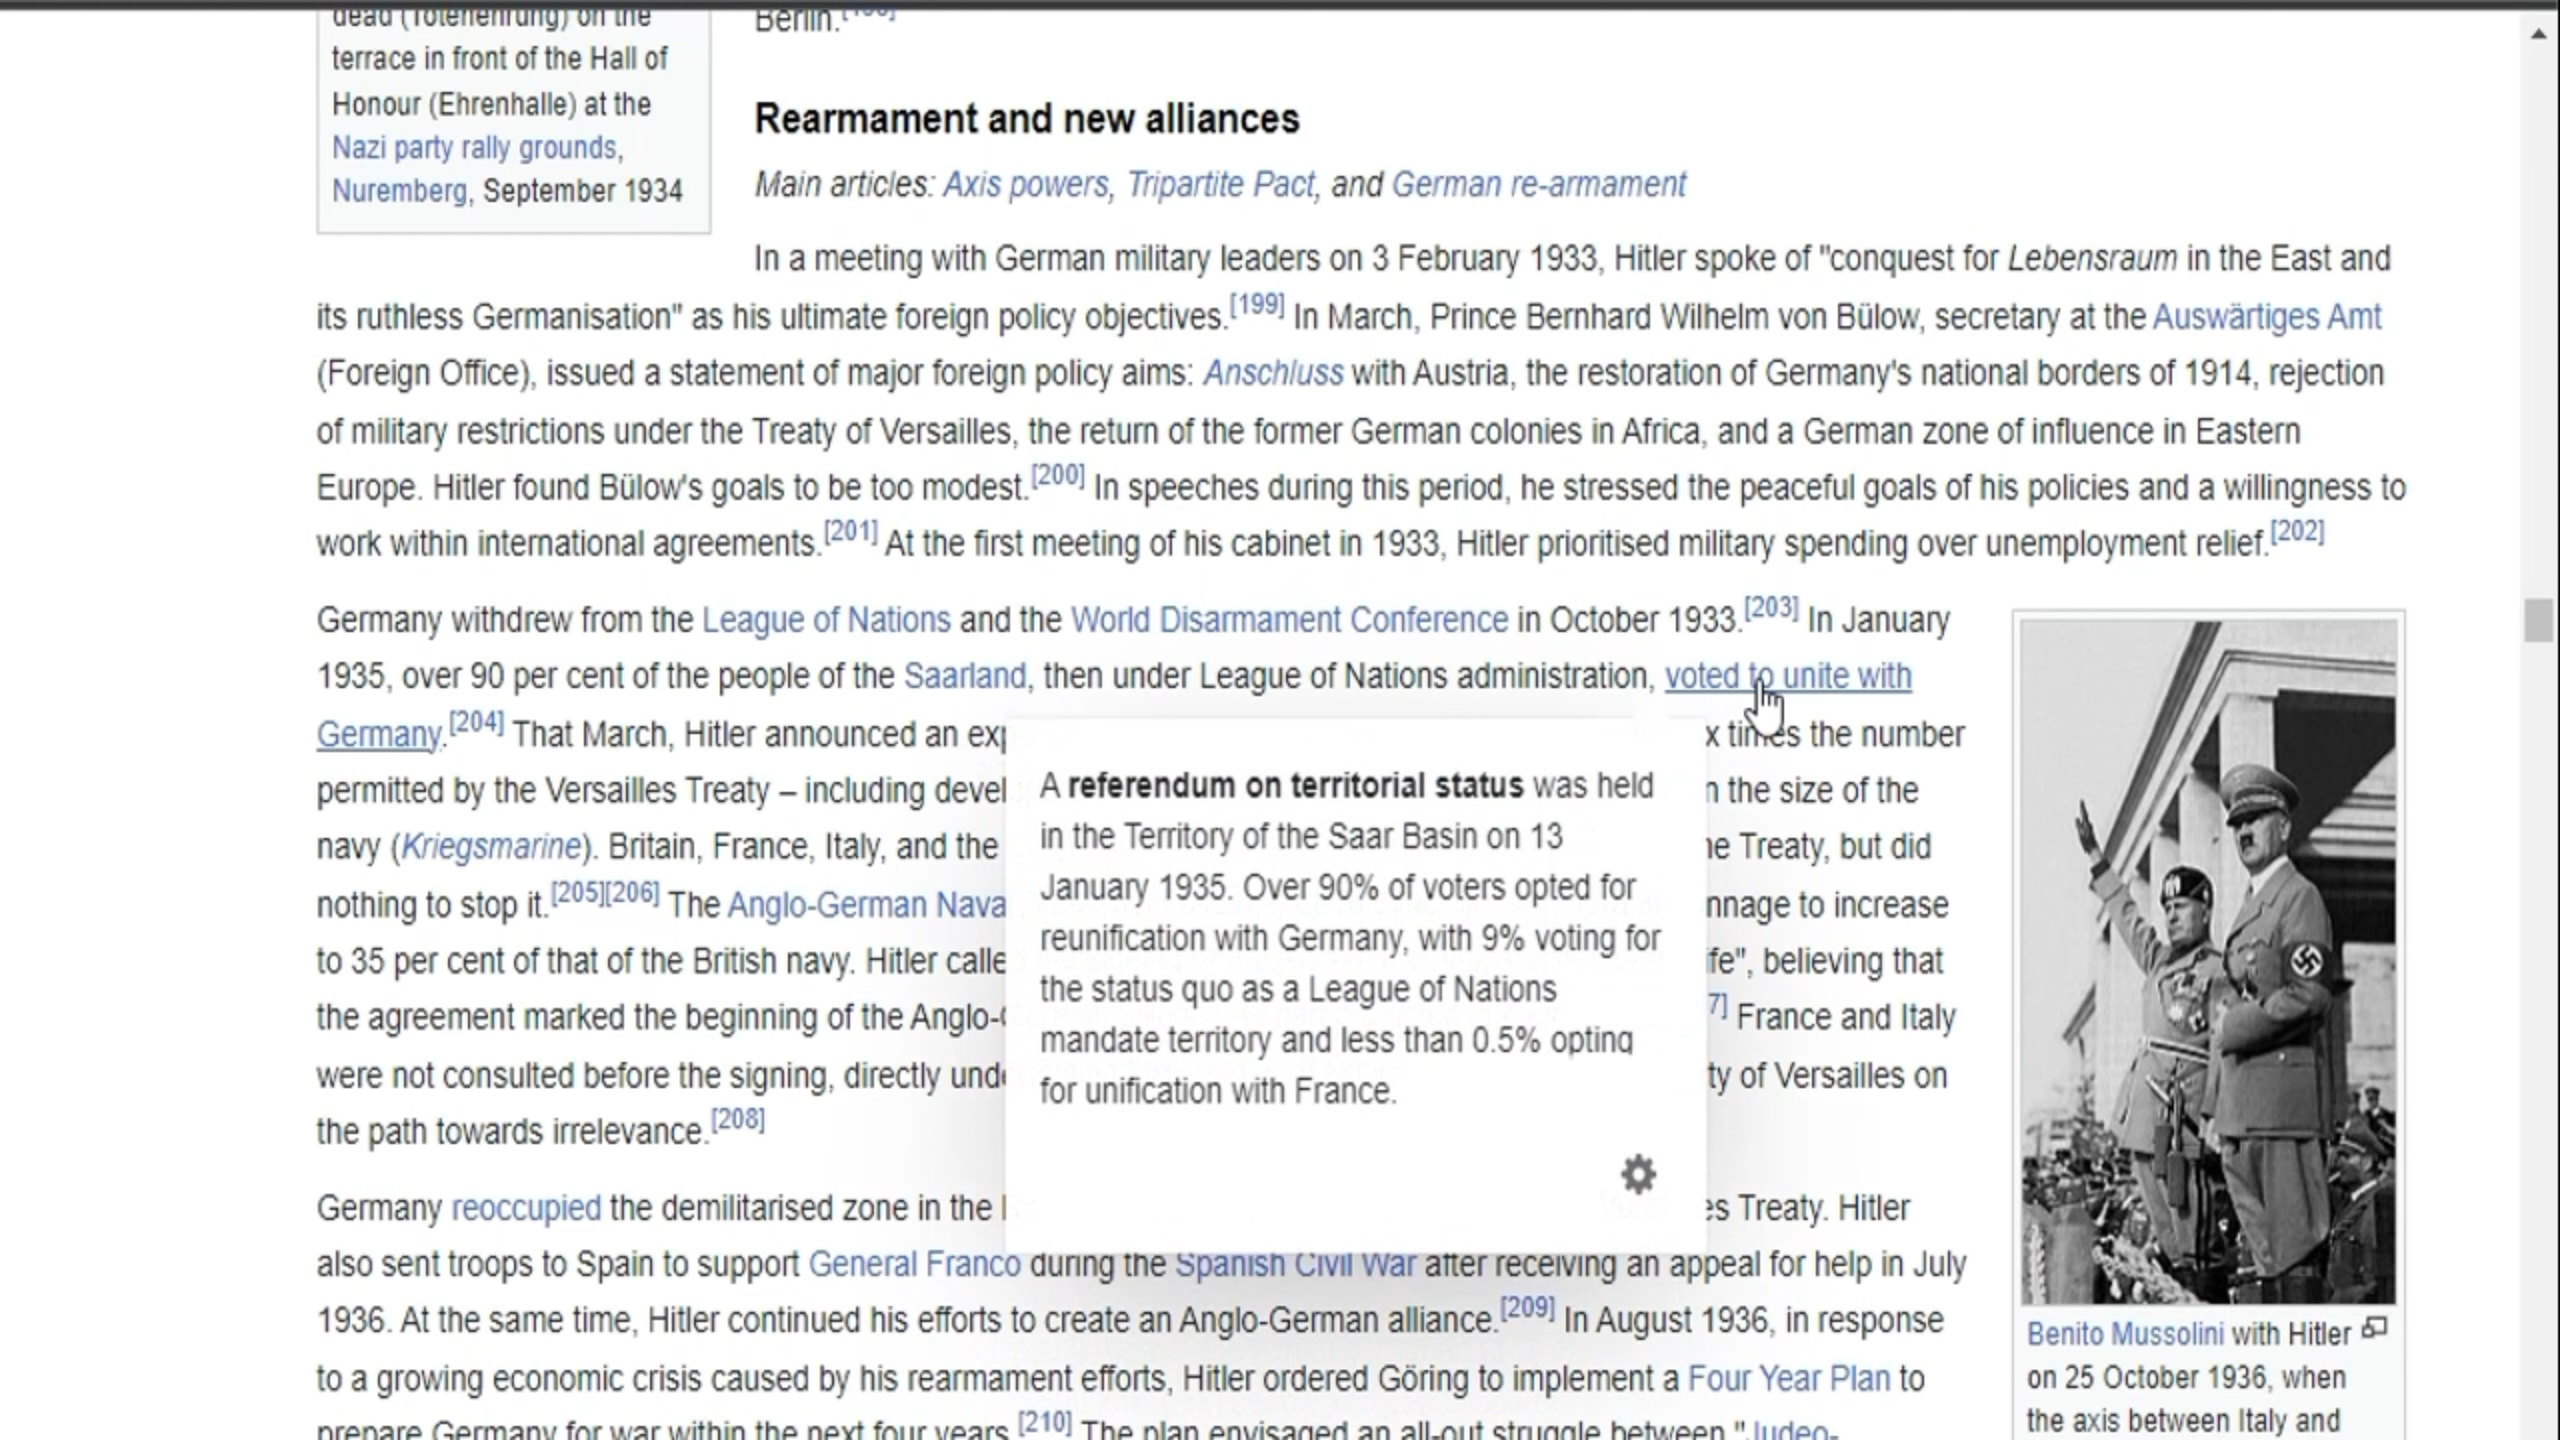 dead (Totenehrung) on the
terrace in front of the Hall of
Honour (Ehrenhalle) at the
Nazi party rally grounds,
Nuremberg, September 1934
Berlin.
Rearmament and new alliances
Main articles: Axis powers, Tripartite Pact, and German re-armament
In a meeting with German military leaders on 3 February 1933, Hitler spoke of "conquest for Lebensraum in the East and
its ruthless Germanisation" as his ultimate foreign policy objectives.[199] In March, Prince Bernhard Wilhelm von Bülow, secretary at the Auswärtiges Amt
(Foreign Office), issued a statement of major foreign policy aims: Anschluss with Austria, the restoration of Germany's national borders of 1914, rejection
of military restrictions under the Treaty of Versailles, the return of the former German colonies in Africa, and a German zone of influence in Eastern
Europe. Hitler found Bülow's goals to be too modest.[200] In speeches during this period, he stressed the peaceful goals of his policies and a willingness to
work within international agreements.[201] At the first meeting of his cabinet in 1933, Hitler prioritised military spending over unemployment relief.[202]
Germany withdrew from the League of Nations and the World Disarmament Conference in October 1933.[203] In January
1935, over 90 per cent of the people of the Saarland, then under League of Nations administration, voted to unite with
Germany.[204] That March, Hitler announced an exp x times the number
permitted by the Versailles Treaty – including devel n the size of the
navy (Kriegsmarine). Britain, France, Italy, and the he Treaty, but did
nothing to stop it.[205][206] The Anglo-German Nava nnage to increase
to 35 per cent of that of the British navy. Hitler calle ife", believing that
the agreement marked the beginning of the Anglo- 7] France and Italy
were not consulted before the signing, directly und ty of Versailles on
the path towards irrelevance.[208]
A referendum on territorial status was held
in the Territory of the Saar Basin on 13
January 1935. Over 90% of voters opted for
reunification with Germany, with 9% voting for
the status quo as a League of Nations
mandate territory and less than 0.5% opting
for unification with France.
Germany reoccupied the demilitarised zone in the es Treaty. Hitler
also sent troops to Spain to support General Franco during the Spanish Civil War after receiving an appeal for help in July
1936. At the same time, Hitler continued his efforts to create an Anglo-German alliance.[209] In August 1936, in response
to a growing economic crisis caused by his rearmament efforts, Hitler ordered Göring to implement a Four Year Plan to
prepare Germany for war within the next four years.[210] The plan envisaged an all-out struggle between "Judeo-
Benito Mussolini with Hitler
on 25 October 1936, when
the axis between Italy and